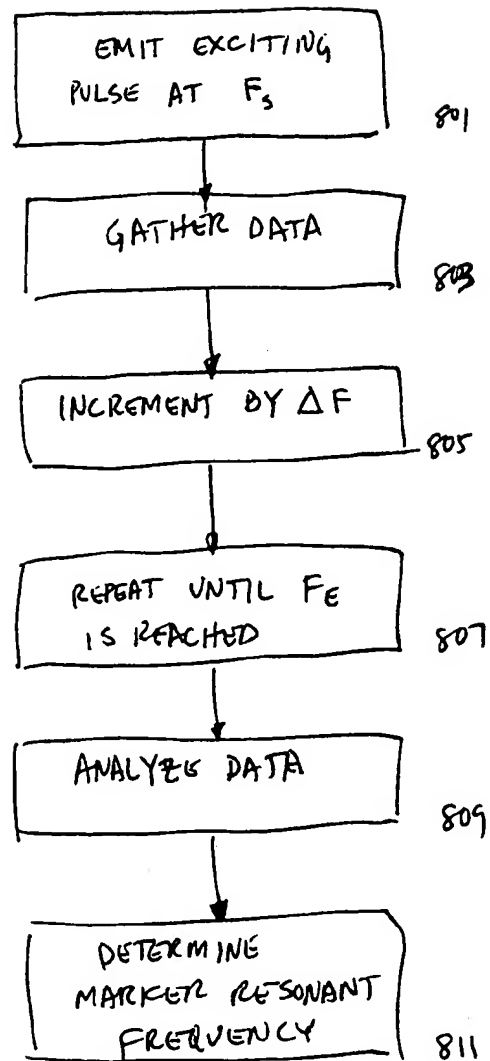 EMIT EXCITING
PULSE AT Fs
801
GATHER DATA
803
INCREMENT BY ΔF
805
REPEAT UNTIL FE
IS REACHED
807
ANALYZE DATA
809
DETERMINE
MARKER RESONANT
FREQUENCY
811